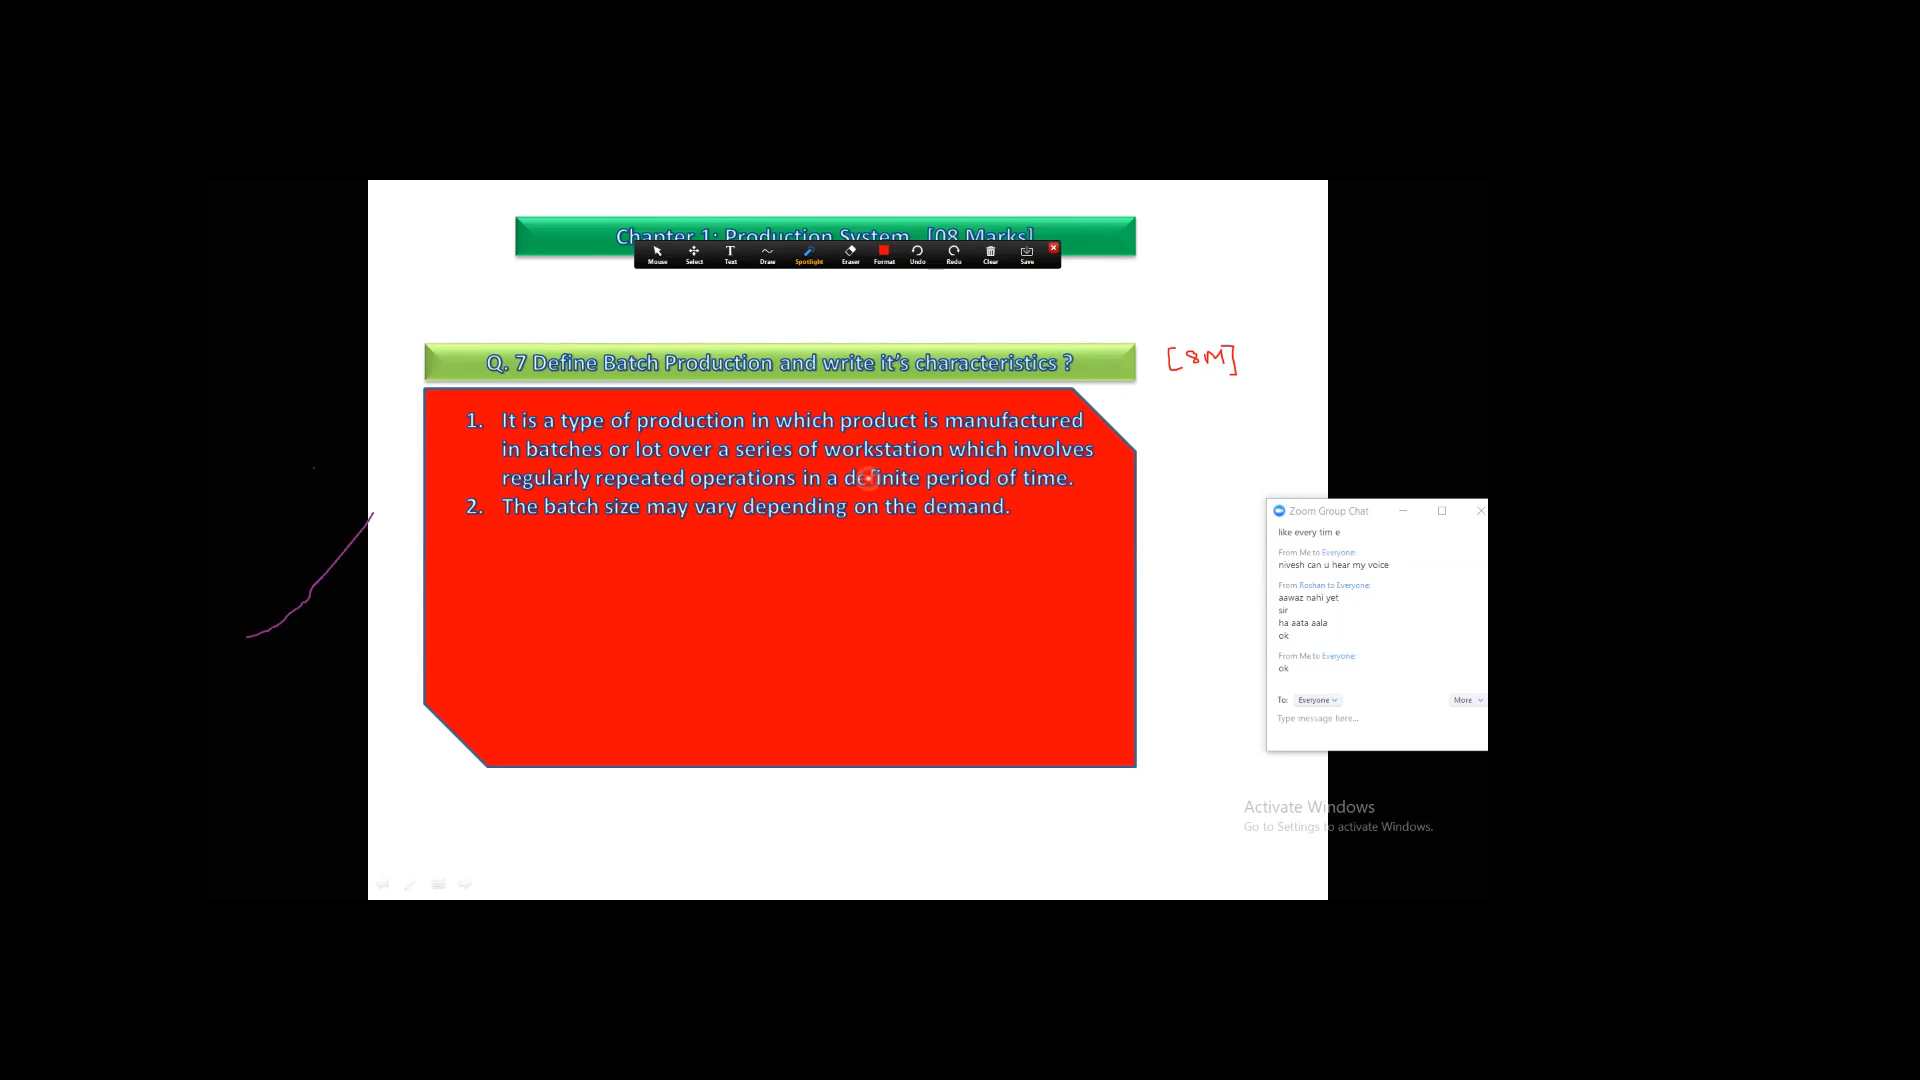 Chapter 1: Production System [08 Marks]
Mouse Select Text Draw Spotlight Eraser Format Undo Redo Clear Save
Q. 7 Define Batch Production and write it's characteristics ?
[8M]
1. It is a type of production in which product is manufactured
in batches or lot over a series of workstation which involves
regularly repeated operations in a definite period of time.
2. The batch size may vary depending on the demand.
Zoom Group Chat
like every tim e
From Me to Everyone:
nivesh can u hear my voice
From Roshan to Everyone:
aawaz nahi yet
sir
ha aata aala
ok
From Me to Everyone:
ok
To: Everyone More
Type message here...
Activate Windows
Go to Settings to activate Windows.